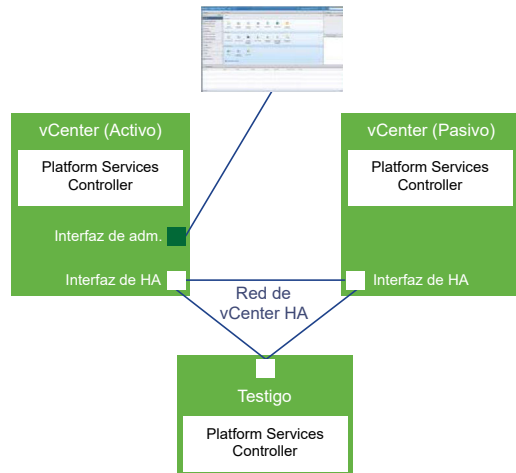 vCenter (Activo)
Platform Services
Controller
Interfaz de adm.
Interfaz de HA
vCenter (Pasivo)
Platform Services
Controller
Interfaz de HA
Red de
vCenter HA
Testigo
Platform Services
Controller